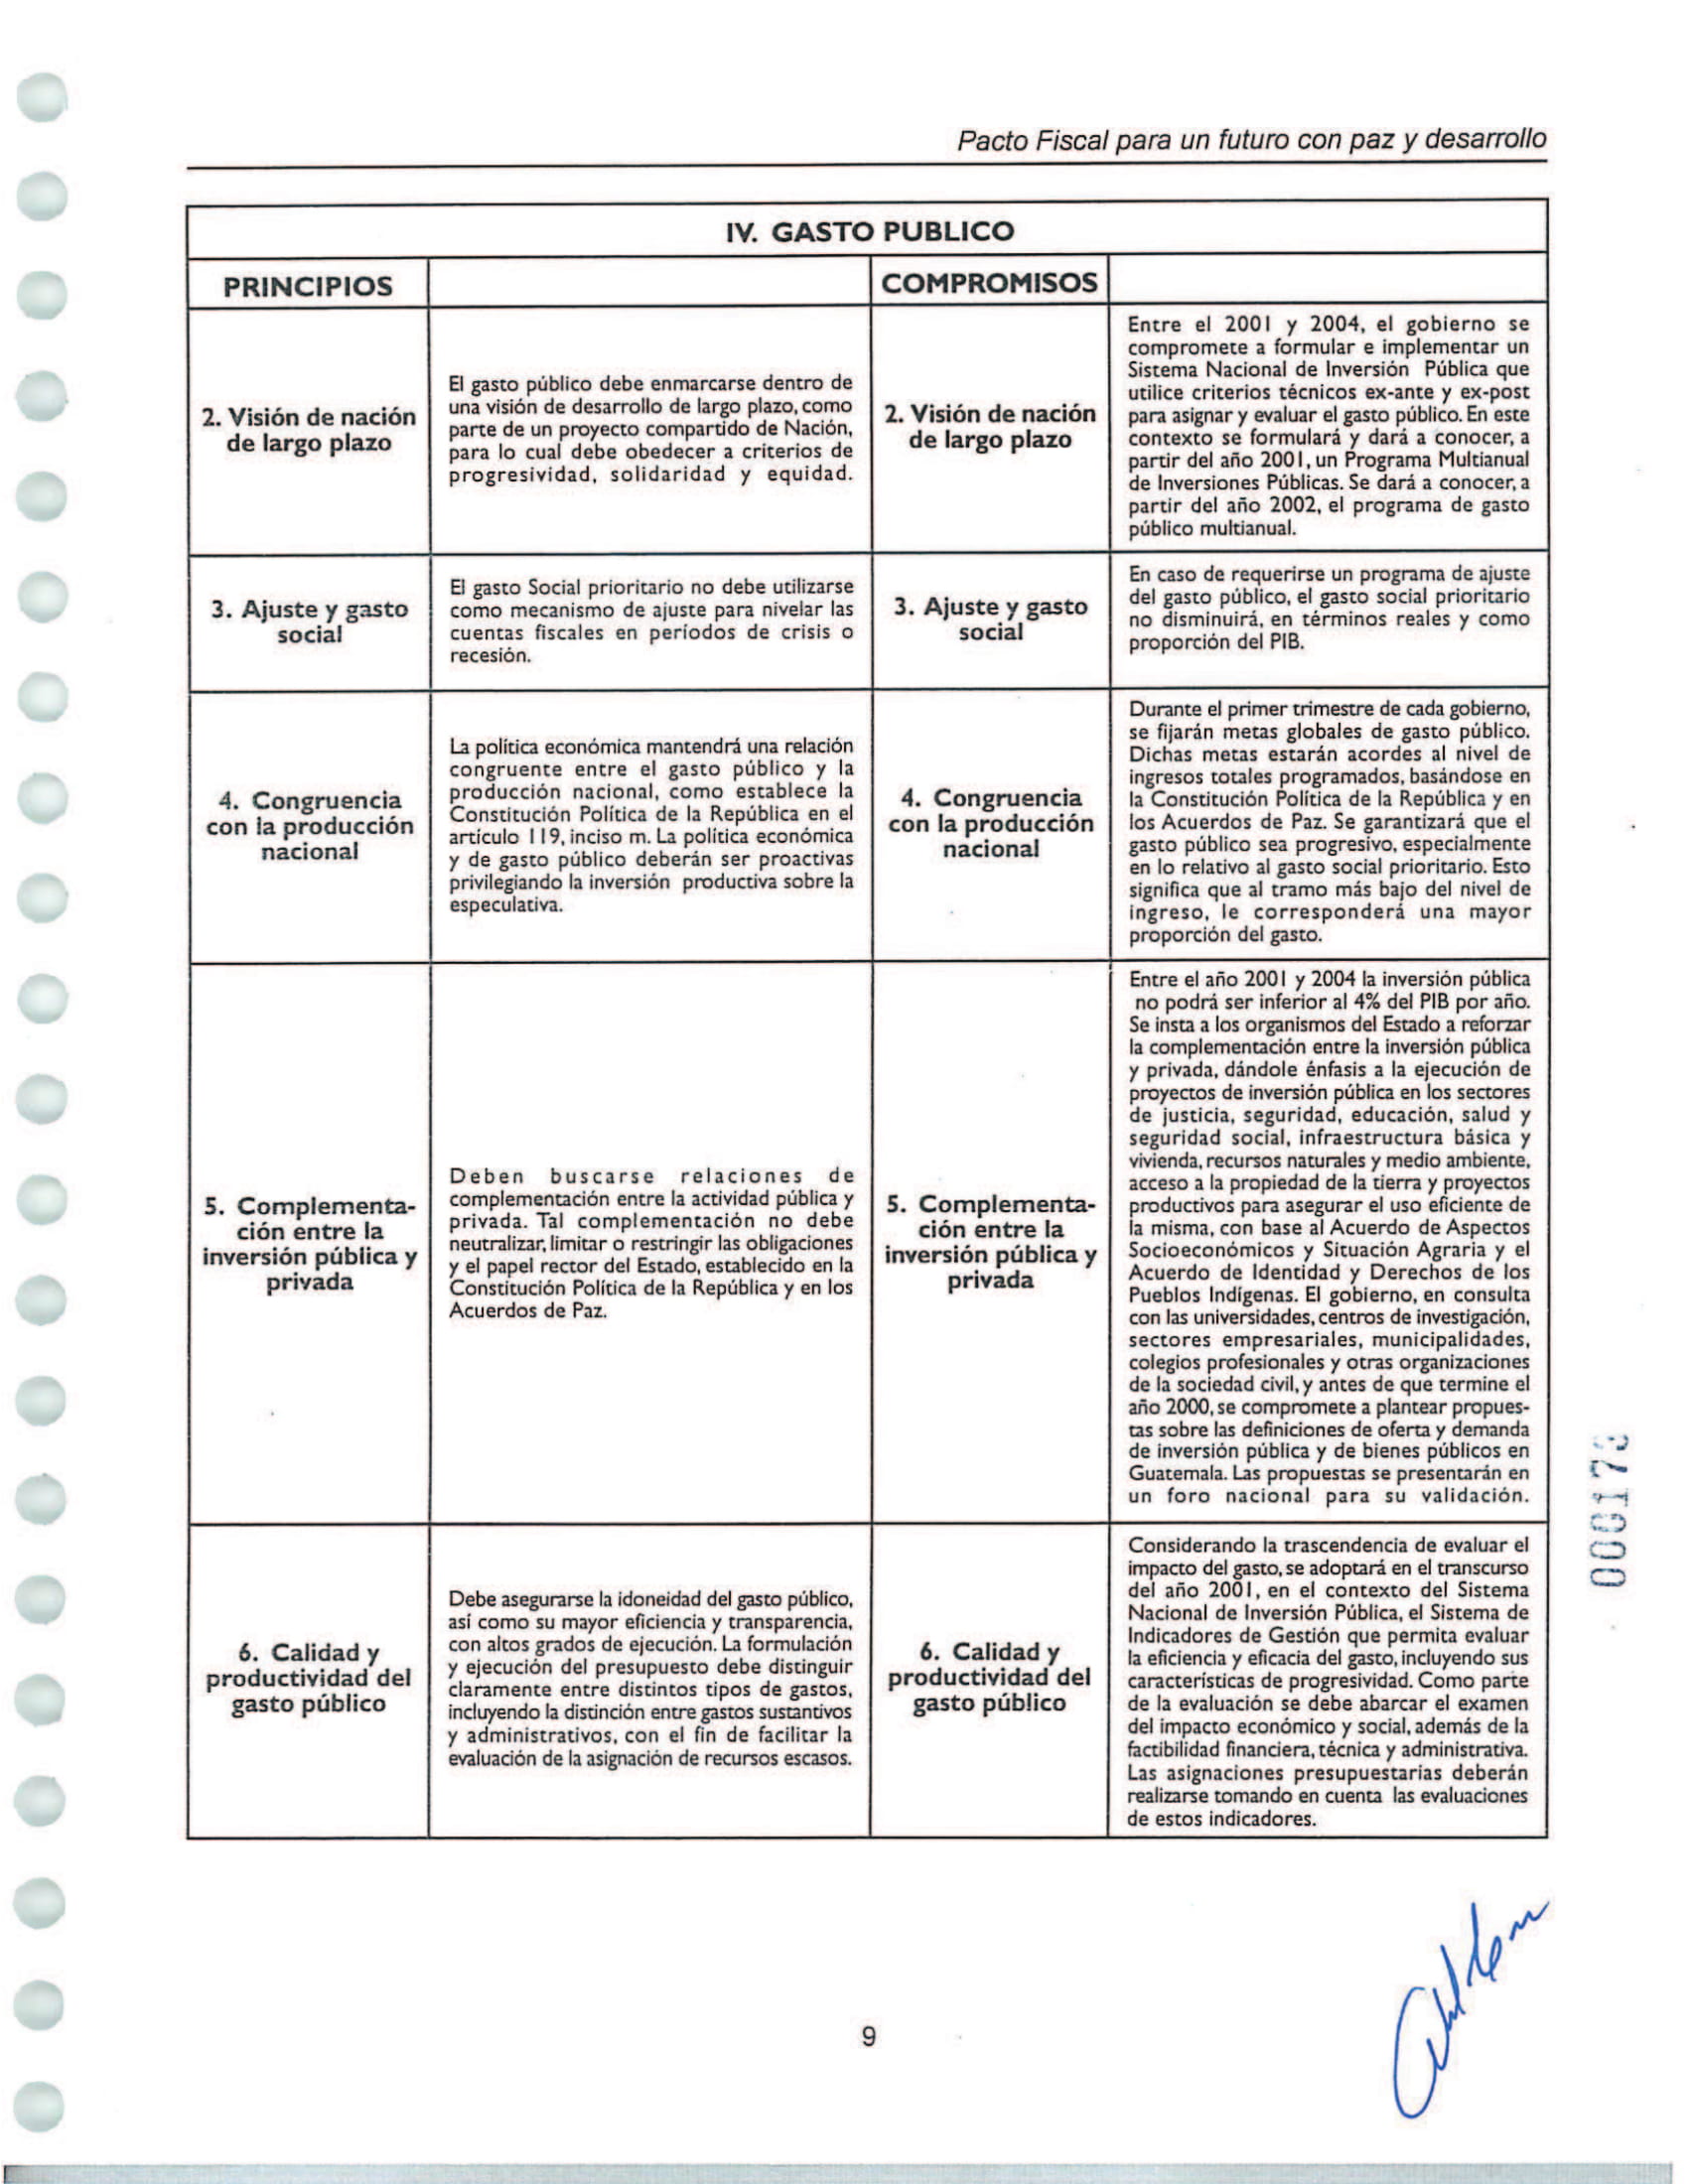 Pacto Fiscal para un futuro con paz y desarrollo
IV. GASTO PUBLICO
PRINCIPIOS
COMPROMISOS
2. Visión de nación
de largo plazo
El gasto público debe enmarcarse dentro de
una visión de desarrollo de largo plazo, como
parte de un proyecto compartido de Nación,
para lo cual debe obedecer a criterios de
progresividad, solidaridad y equidad.
2. Visión de nación
de largo plazo
Entre el 2001 y 2004, el gobierno se
compromete a formular e implementar un
Sistema Nacional de Inversión Pública que
utilice criterios técnicos ex-ante y ex-post
para asignar y evaluar el gasto público. En este
contexto se formulará y dará a conocer, a
partir del año 2001, un Programa Multianual
de Inversiones Públicas. Se dará a conocer, a
partir del año 2002, el programa de gasto
público multianual.
3. Ajuste y gasto
social
El gasto Social prioritario no debe utilizarse
como mecanismo de ajuste para nivelar las
cuentas fiscales en períodos de crisis o
recesión.
3. Ajuste y gasto
social
En caso de requerirse un programa de ajuste
del gasto público, el gasto social prioritario
no disminuirá, en términos reales y como
proporción del PIB.
4. Congruencia
con la producción
nacional
La política económica mantendrá una relación
congruente entre el gasto público y la
producción nacional, como establece la
Constitución Política de la República en el
artículo 119, inciso m. La política económica
y de gasto público deberán ser proactivas
privilegiando la inversión productiva sobre la
especulativa.
4. Congruencia
con la producción
nacional
Durante el primer trimestre de cada gobierno,
se fijarán metas globales de gasto público.
Dichas metas estarán acordes al nivel de
ingresos totales programados, basándose en
la Constitución Política de la República y en
los Acuerdos de Paz. Se garantizará que el
gasto público sea progresivo, especialmente
en lo relativo al gasto social prioritario. Esto
significa que al tramo más bajo del nivel de
ingreso, le corresponderá una mayor
proporción del gasto.
5. Complementa-
ción entre la
inversión pública y
privada
Deben buscarse relaciones de
complementación entre la actividad pública y
privada. Tal complementación no debe
neutralizar, limitar o restringir las obligaciones
y el papel rector del Estado, establecido en la
Constitución Política de la República y en los
Acuerdos de Paz.
5. Complementa-
ción entre la
inversión pública y
privada
Entre el año 2001 y 2004 la inversión pública
no podrá ser inferior al 4% del PIB por año.
Se insta a los organismos del Estado a reforzar
la complementación entre la inversión pública
y privada, dándole énfasis a la ejecución de
proyectos de inversión pública en los sectores
de justicia, seguridad, educación, salud y
seguridad social, infraestructura básica y
vivienda, recursos naturales y medio ambiente,
acceso a la propiedad de la tierra y proyectos
productivos para asegurar el uso eficiente de
la misma, con base al Acuerdo de Aspectos
Socioeconómicos y Situación Agraria y el
Acuerdo de Identidad y Derechos de los
Pueblos Indígenas. El gobierno, en consulta
con las universidades, centros de investigación,
sectores empresariales, municipalidades,
colegios profesionales y otras organizaciones
de la sociedad civil, y antes de que termine el
año 2000, se compromete a plantear propues-
tas sobre las definiciones de oferta y demanda
de inversión pública y de bienes públicos en
Guatemala. Las propuestas se presentarán en
un foro nacional para su validación.
6. Calidad y
productividad del
gasto público
Debe asegurarse la idoneidad del gasto público,
así como su mayor eficiencia y transparencia,
con altos grados de ejecución. La formulación
y ejecución del presupuesto debe distinguir
claramente entre distintos tipos de gastos,
incluyendo la distinción entre gastos sustantivos
y administrativos, con el fin de facilitar la
evaluación de la asignación de recursos escasos.
6. Calidad y
productividad del
gasto público
Considerando la trascendencia de evaluar el
impacto del gasto, se adoptará en el transcurso
del año 2001, en el contexto del Sistema
Nacional de Inversión Pública, el Sistema de
Indicadores de Gestión que permita evaluar
la eficiencia y eficacia del gasto, incluyendo sus
características de progresividad. Como parte
de la evaluación se debe abarcar el examen
del impacto económico y social, además de la
factibilidad financiera, técnica y administrativa.
Las asignaciones presupuestarias deberán
realizarse tomando en cuenta las evaluaciones
de estos indicadores.
9